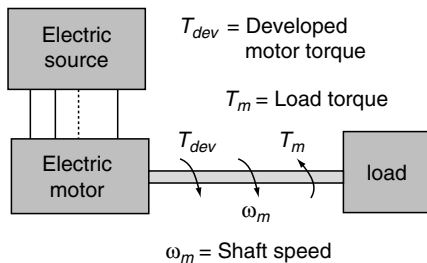 Electric
source
T_dev = Developed
motor torque
T_m = Load torque
Electric
motor
T_dev
T_m
ω_m
load
ω_m = Shaft speed